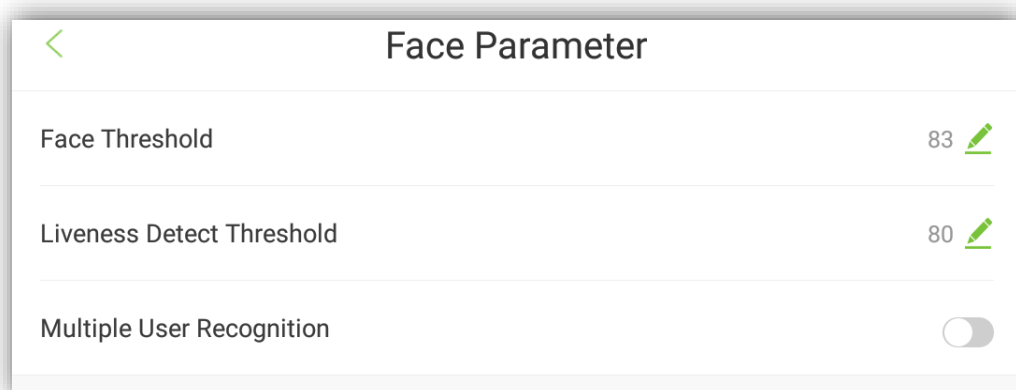 Face Parameter
Face Threshold 83
Liveness Detect Threshold 80
Multiple User Recognition